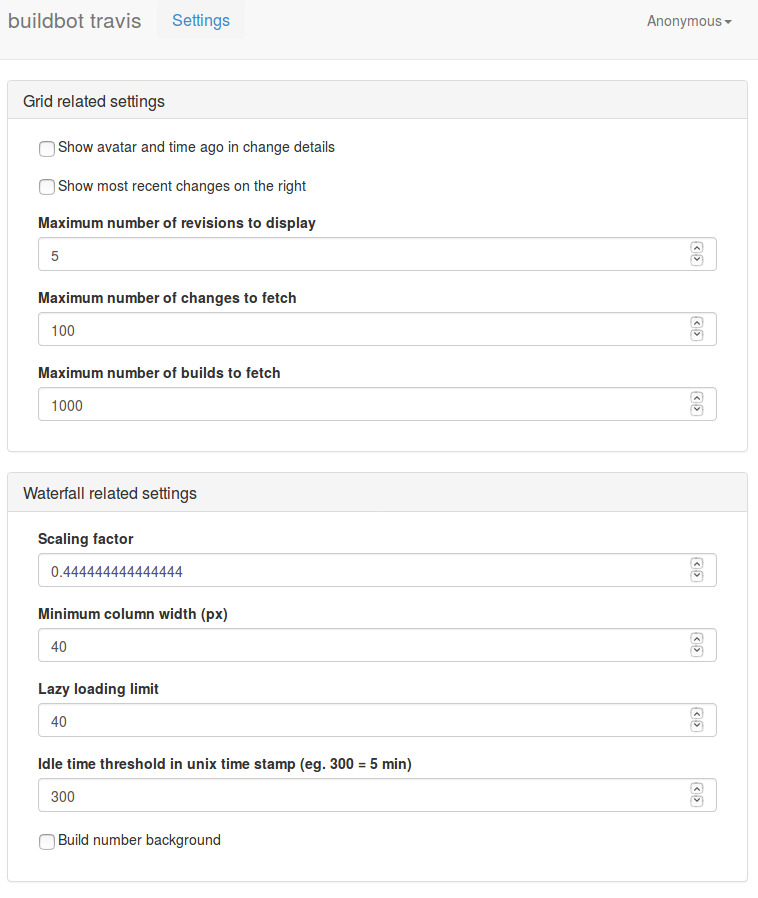 buildbot travis Settings Anonymous
Grid related settings
Show avatar and time ago in change details
Show most recent changes on the right
Maximum number of revisions to display
5
Maximum number of changes to fetch
100
Maximum number of builds to fetch
1000
Waterfall related settings
Scaling factor
0.444444444444444
Minimum column width (px)
40
Lazy loading limit
40
Idle time threshold in unix time stamp (eg. 300 = 5 min)
300
Build number background